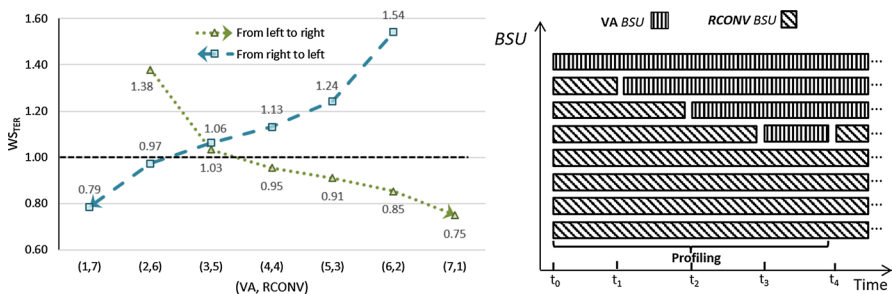 1.60
1.40
1.20
1.00
0.80
0.60
WS_TER
From left to right
From right to left
1.38
1.03
0.95
0.91
0.85
0.75
0.79
0.97
1.06
1.13
1.24
1.54
(1,7) (2,6) (3,5) (4,4) (5,3) (6,2) (7,1)
(VA, RCONV)
BSU
VA BSU RCONV BSU
...
...
...
...
...
...
...
...
Profiling
t0 t1 t2 t3 t4 Time